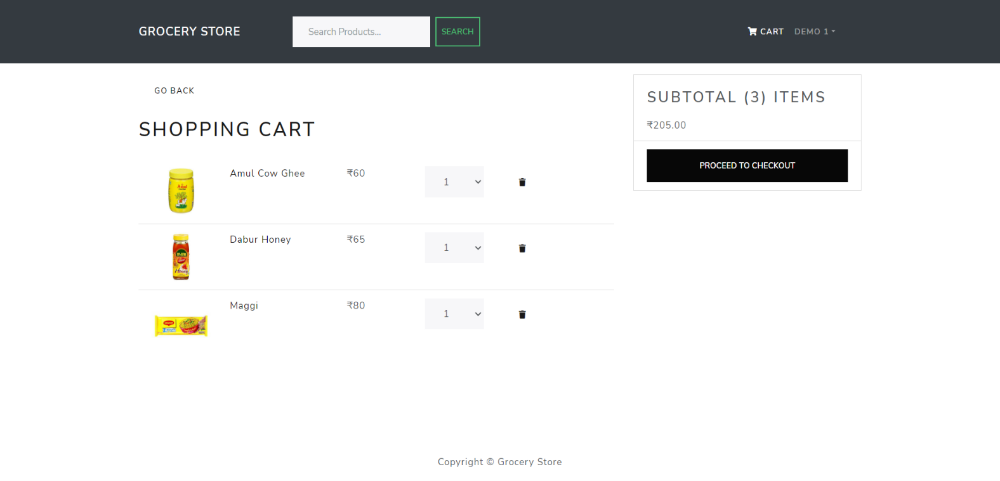 GROCERY STORE
Search Products...
SEARCH
CART
DEMO 1
GO BACK
SHOPPING CART
Amul Cow Ghee ₹60 1
Dabur Honey ₹65 1
Honey
Maggi ₹80 1
SUBTOTAL (3) ITEMS
₹205.00
PROCEED TO CHECKOUT
Copyright © Grocery Store